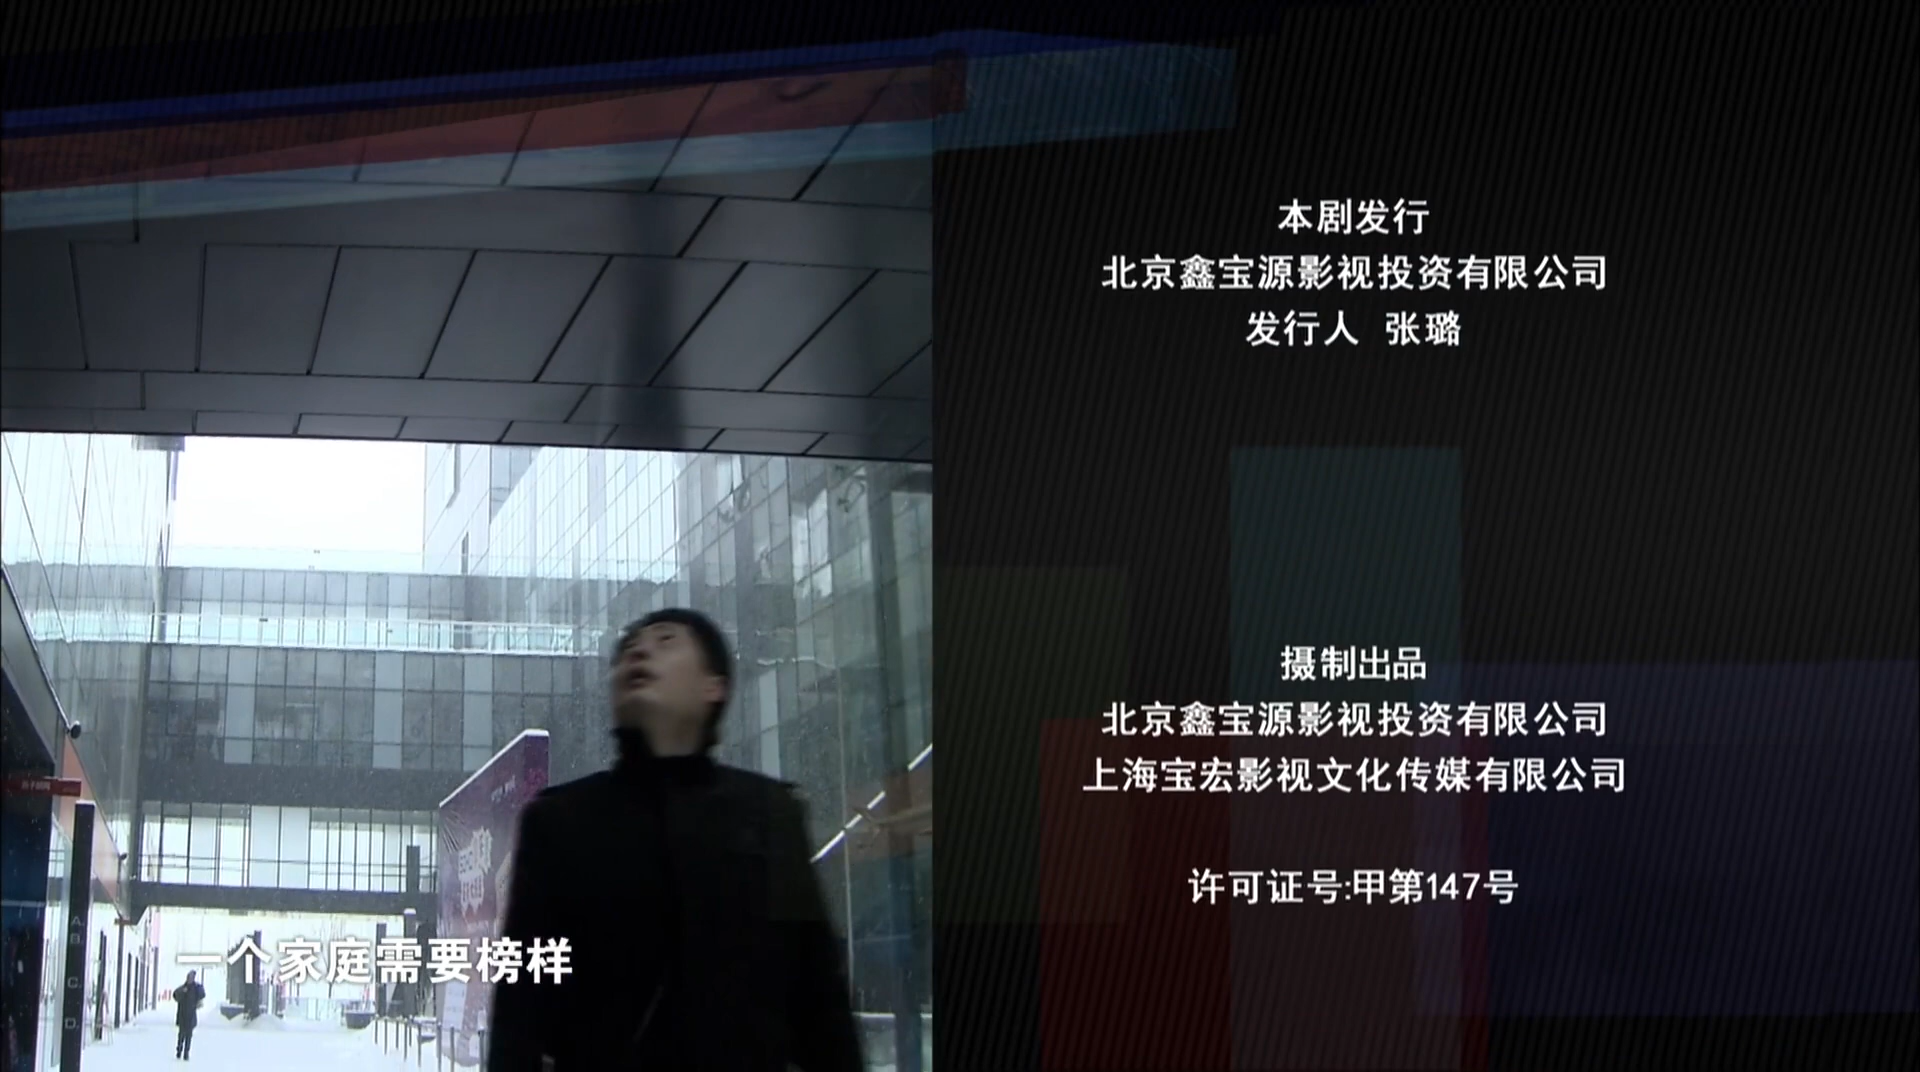 本剧发行
北京鑫宝源影视投资有限公司
发行人 张璐
摄制出品
北京鑫宝源影视投资有限公司
上海宝宏影视文化传媒有限公司
许可证号:甲第147号
一个家庭需要榜样
A.
B.
C.
D.